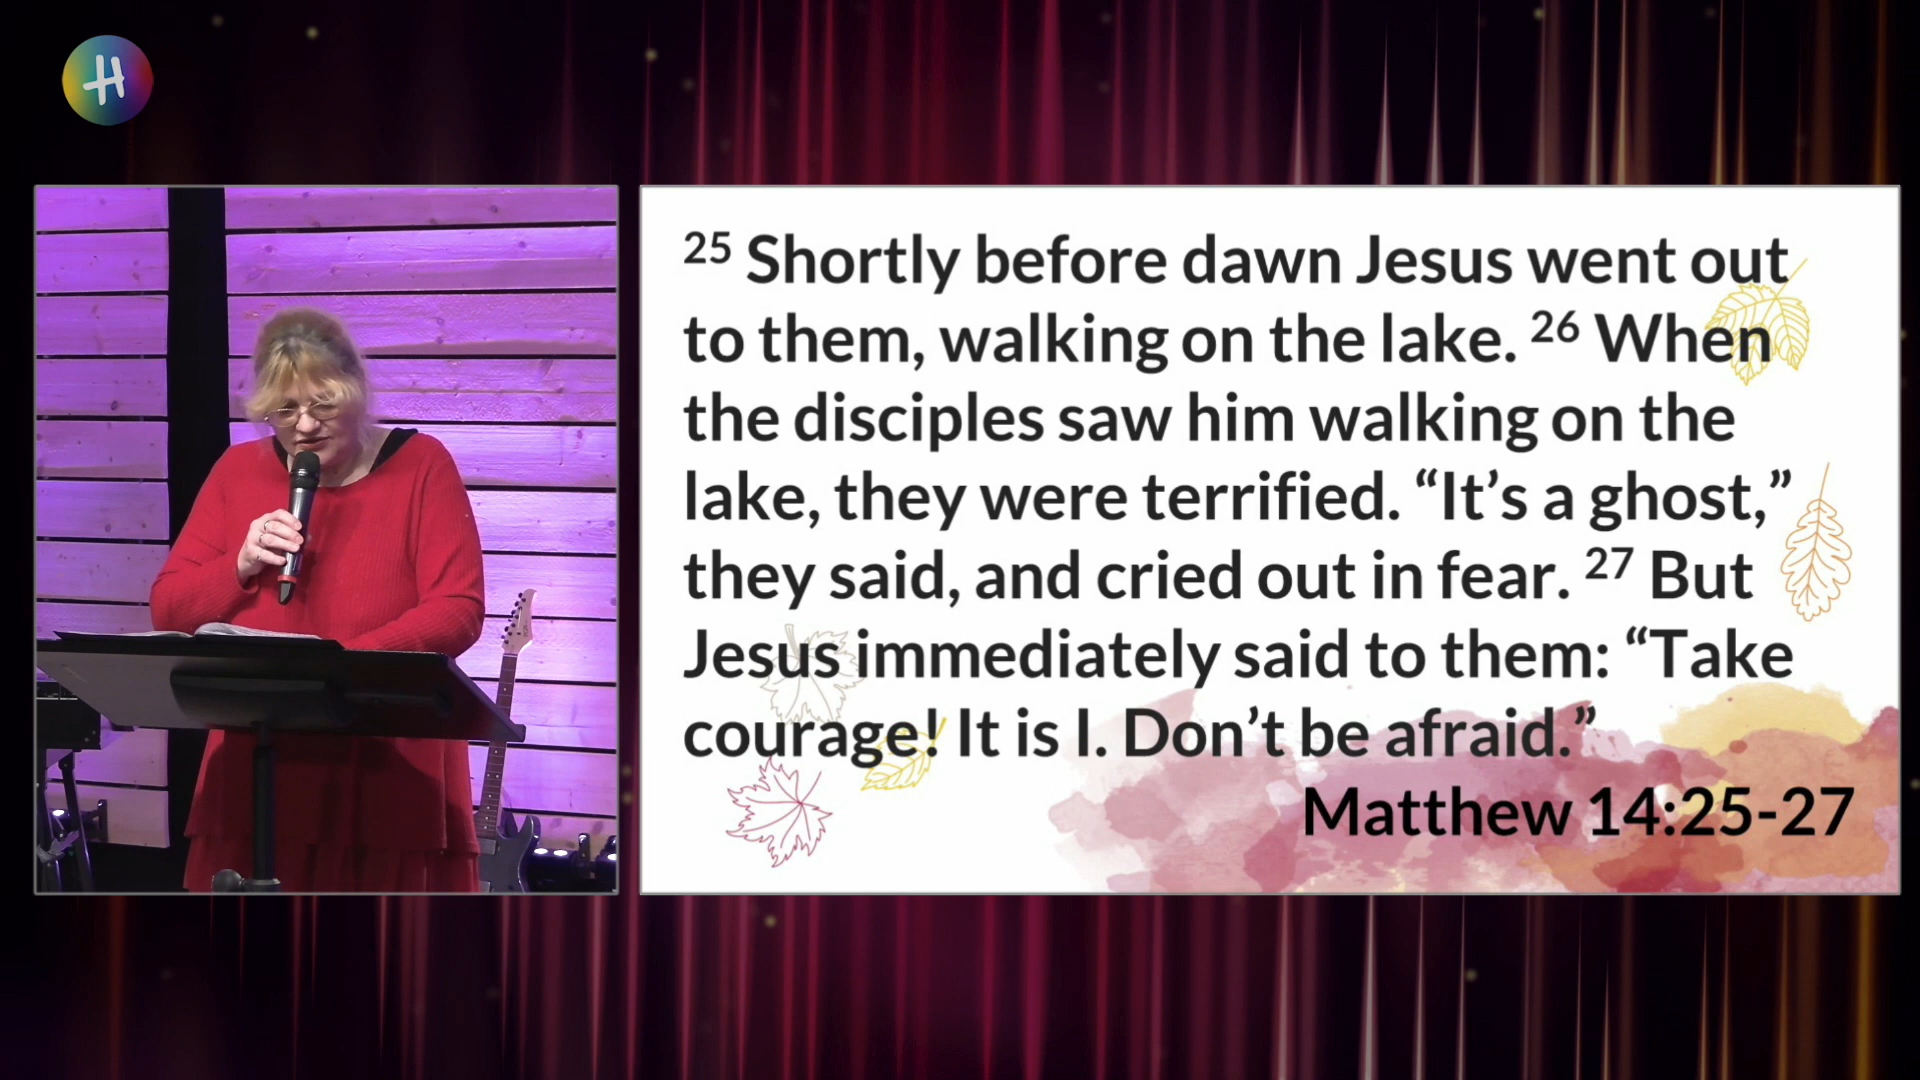 H
25 Shortly before dawn Jesus went out
to them, walking on the lake. 26 When
the disciples saw him walking on the
lake, they were terrified. “It’s a ghost,”
they said, and cried out in fear. 27 But
Jesus immediately said to them: “Take
courage! It is I. Don’t be afraid.”
Matthew 14:25-27